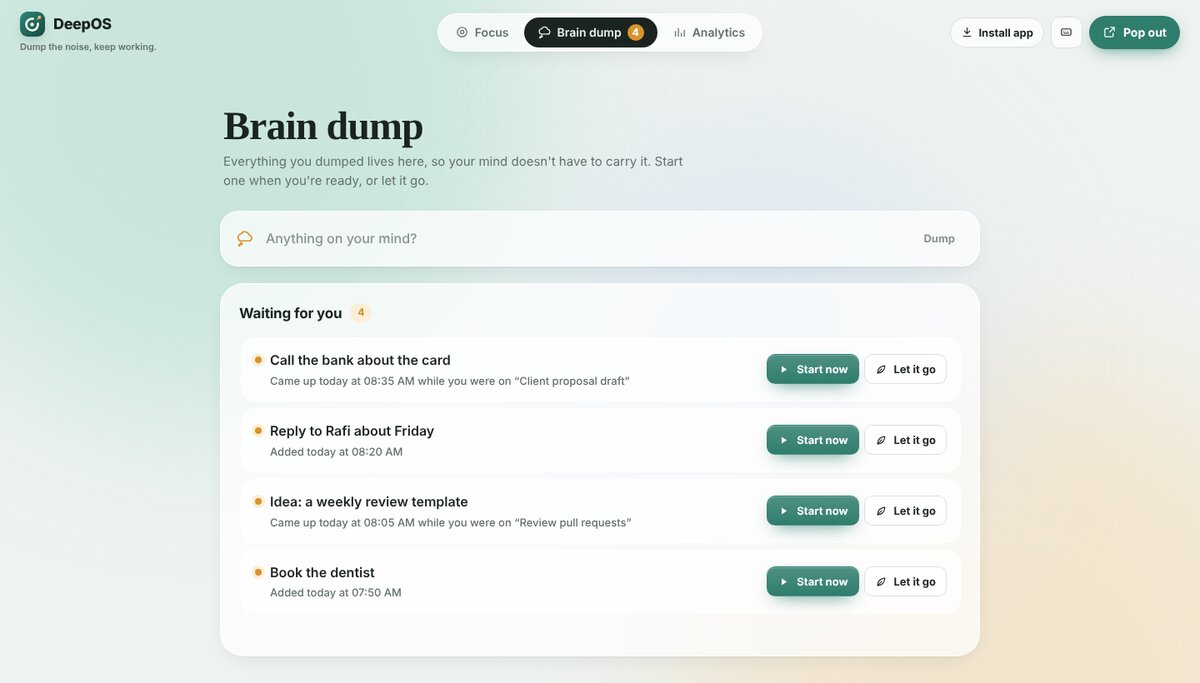 DeepOS
Dump the noise, keep working.
Focus
Brain dump 4
Analytics
Install app
Pop out
Brain dump
Everything you dumped lives here, so your mind doesn't have to carry it. Start
one when you're ready, or let it go.
Anything on your mind?
Dump
Waiting for you 4
Call the bank about the card
Came up today at 08:35 AM while you were on “Client proposal draft”
Start now
Let it go
Reply to Rafi about Friday
Added today at 08:20 AM
Start now
Let it go
Idea: a weekly review template
Came up today at 08:05 AM while you were on “Review pull requests”
Start now
Let it go
Book the dentist
Added today at 07:50 AM
Start now
Let it go